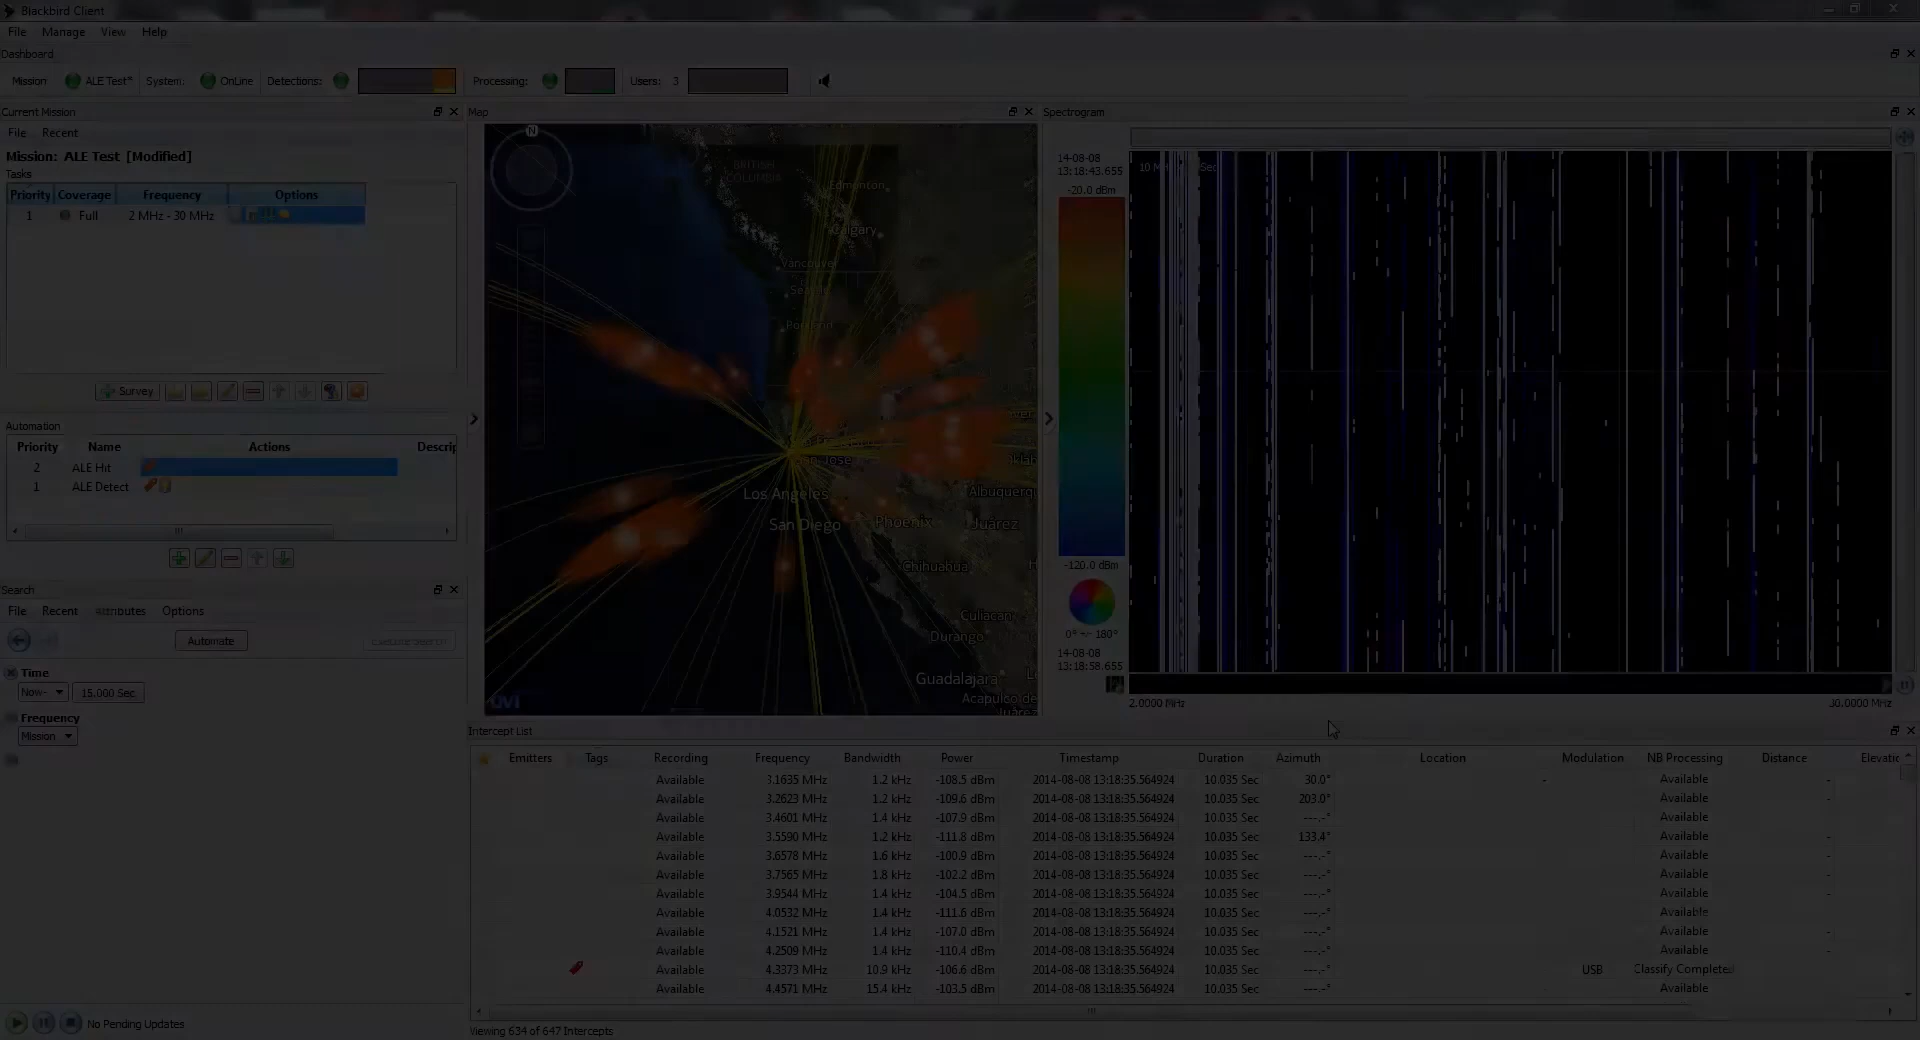 Blackbird Client
File Manage View Help
Dashboard
Mission ALE Test* System: OnLine Detections: Processing: Users: 3
Current Mission
File Recent
Mission: ALE Test [Modified]
Tasks
Priority Coverage Frequency Options
1 Full 2 MHz - 30 MHz
Survey
Automation
Priority Name Actions Descrip
2 ALE Hit
1 ALE Detect
Search
File Recent Attributes Options
Automate Execute Search
Time
Now- 15.000 Sec
Frequency
Mission
No Pending Updates
Map
N
BRITISH
COLUMBIA
Edmonton
Calgary
Vancouver
Portland
San Jose
Los Angeles
Albuquerq
San Diego Phoenix Juárez
Chihuahua
Culiacan
Durango
Guadalajara
Acapulco de
Juárez
Spectrogram
14-08-08
13:18:43.655
-20.0 dBm
-120.0 dBm
0° +- 180°
14-08-08
13:18:58.655
2.0000 MHz 30.0000 MHz
Intercept List
Emitters Tags Recording Frequency Bandwidth Power Timestamp Duration Azimuth Location Modulation NB Processing Distance Elevatic
Available 3.1635 MHz 1.2 kHz -108.5 dBm 2014-08-08 13:18:35.564924 10.035 Sec 30.0° - Available -
Available 3.2623 MHz 1.2 kHz -109.6 dBm 2014-08-08 13:18:35.564924 10.035 Sec 203.0° Available -
Available 3.4601 MHz 1.4 kHz -107.9 dBm 2014-08-08 13:18:35.564924 10.035 Sec ---.-° Available
Available 3.5590 MHz 1.2 kHz -111.8 dBm 2014-08-08 13:18:35.564924 10.035 Sec 133.4° Available -
Available 3.6578 MHz 1.6 kHz -100.9 dBm 2014-08-08 13:18:35.564924 10.035 Sec ---.-° Available -
Available 3.7565 MHz 1.8 kHz -102.2 dBm 2014-08-08 13:18:35.564924 10.035 Sec ---.-° Available -
Available 3.9544 MHz 1.4 kHz -104.5 dBm 2014-08-08 13:18:35.564924 10.035 Sec ---.-° Available -
Available 4.0532 MHz 1.4 kHz -111.6 dBm 2014-08-08 13:18:35.564924 10.035 Sec ---.-° Available -
Available 4.1521 MHz 1.4 kHz -107.0 dBm 2014-08-08 13:18:35.564924 10.035 Sec ---.-° Available -
Available 4.2509 MHz 1.4 kHz -110.4 dBm 2014-08-08 13:18:35.564924 10.035 Sec ---.-° Available -
Available 4.3373 MHz 10.9 kHz -106.6 dBm 2014-08-08 13:18:35.564924 10.035 Sec ---.-° USB Classify Completed
Available 4.4571 MHz 15.4 kHz -103.5 dBm 2014-08-08 13:18:35.564924 10.035 Sec ---.-° Available -
Viewing 634 of 647 Intercepts